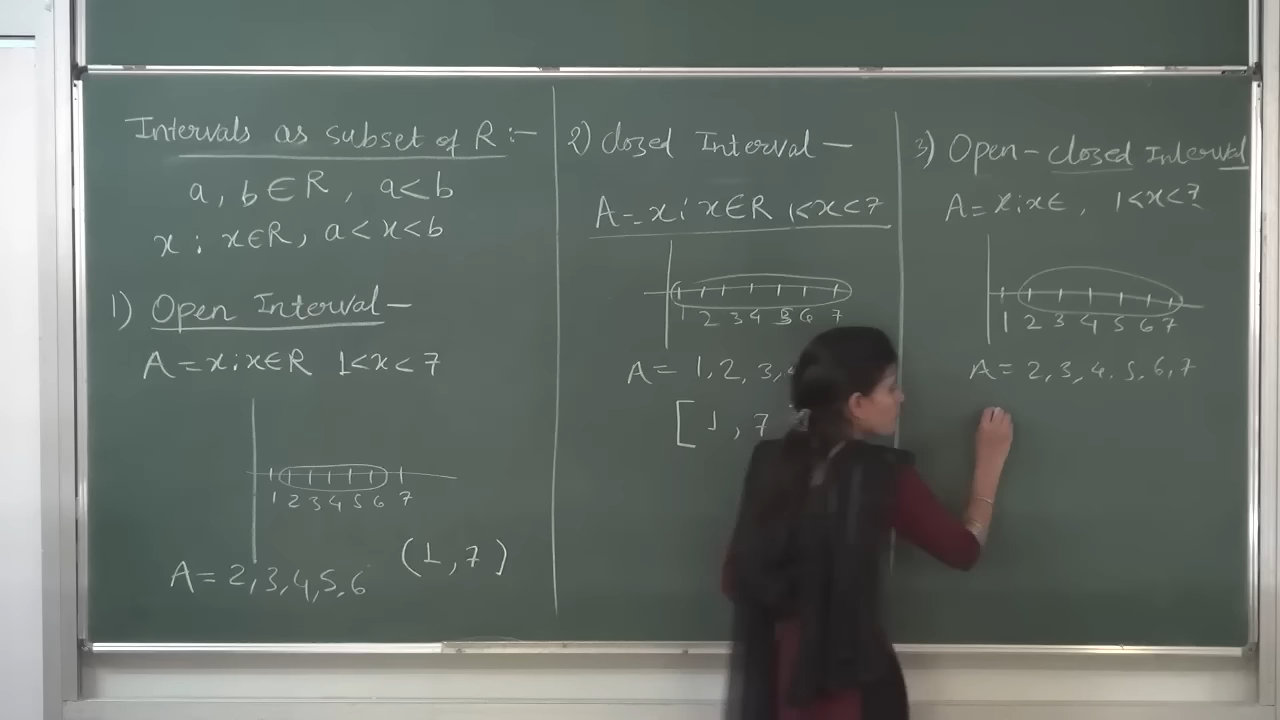 Intervals as subset of R :-
a, b ∈ R, a < b
x : x ∈ R, a < x < b
1) Open Interval -
A = x : x ∈ R 1 < x < 7
1 2 3 4 5 6 7
A = 2, 3, 4, 5, 6
(1, 7)
2) Closed Interval -
A = x : x ∈ R 1 < x < 7
1 2 3 4 5 6 7
A = 1, 2, 3,
[1, 7
3) Open-closed Interval
A = x : x ∈, 1 < x < 7
1 2 3 4 5 6 7
A = 2, 3, 4, 5, 6, 7